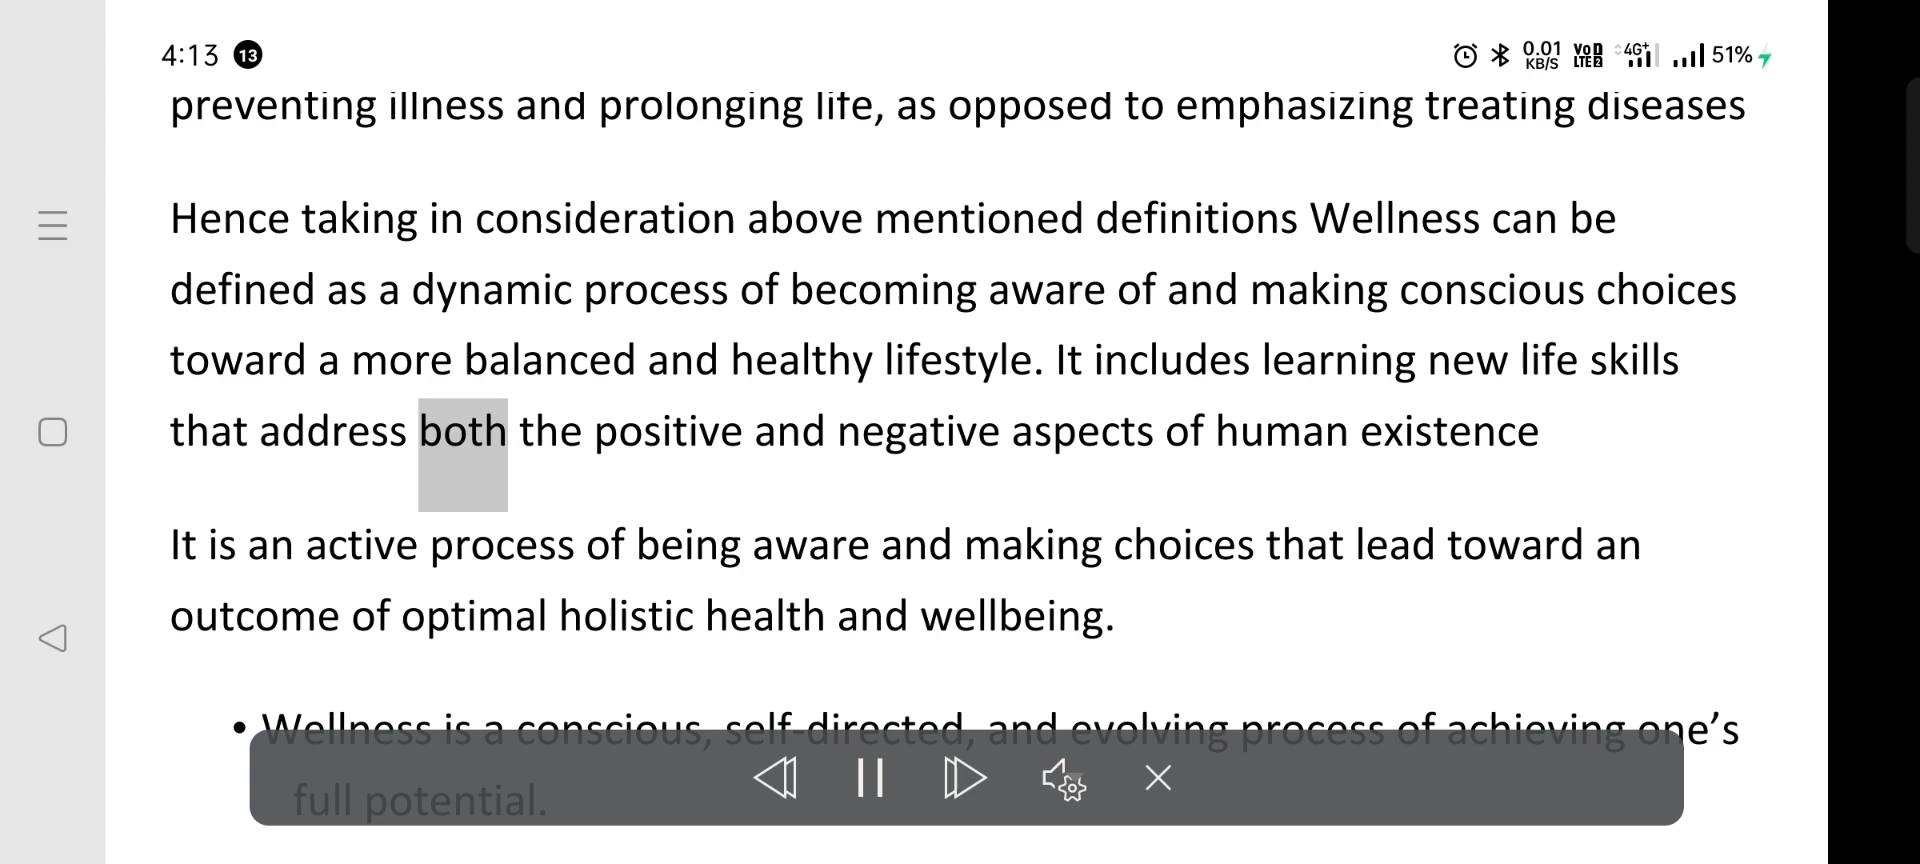 4:13 13 0.01 KB/S VoD LTE2 4G+ 51%
preventing illness and prolonging life, as opposed to emphasizing treating diseases
Hence taking in consideration above mentioned definitions Wellness can be
defined as a dynamic process of becoming aware of and making conscious choices
toward a more balanced and healthy lifestyle. It includes learning new life skills
that address both the positive and negative aspects of human existence
It is an active process of being aware and making choices that lead toward an
outcome of optimal holistic health and wellbeing.
• Wellness is a conscious, self-directed, and evolving process of achieving one’s
full potential.